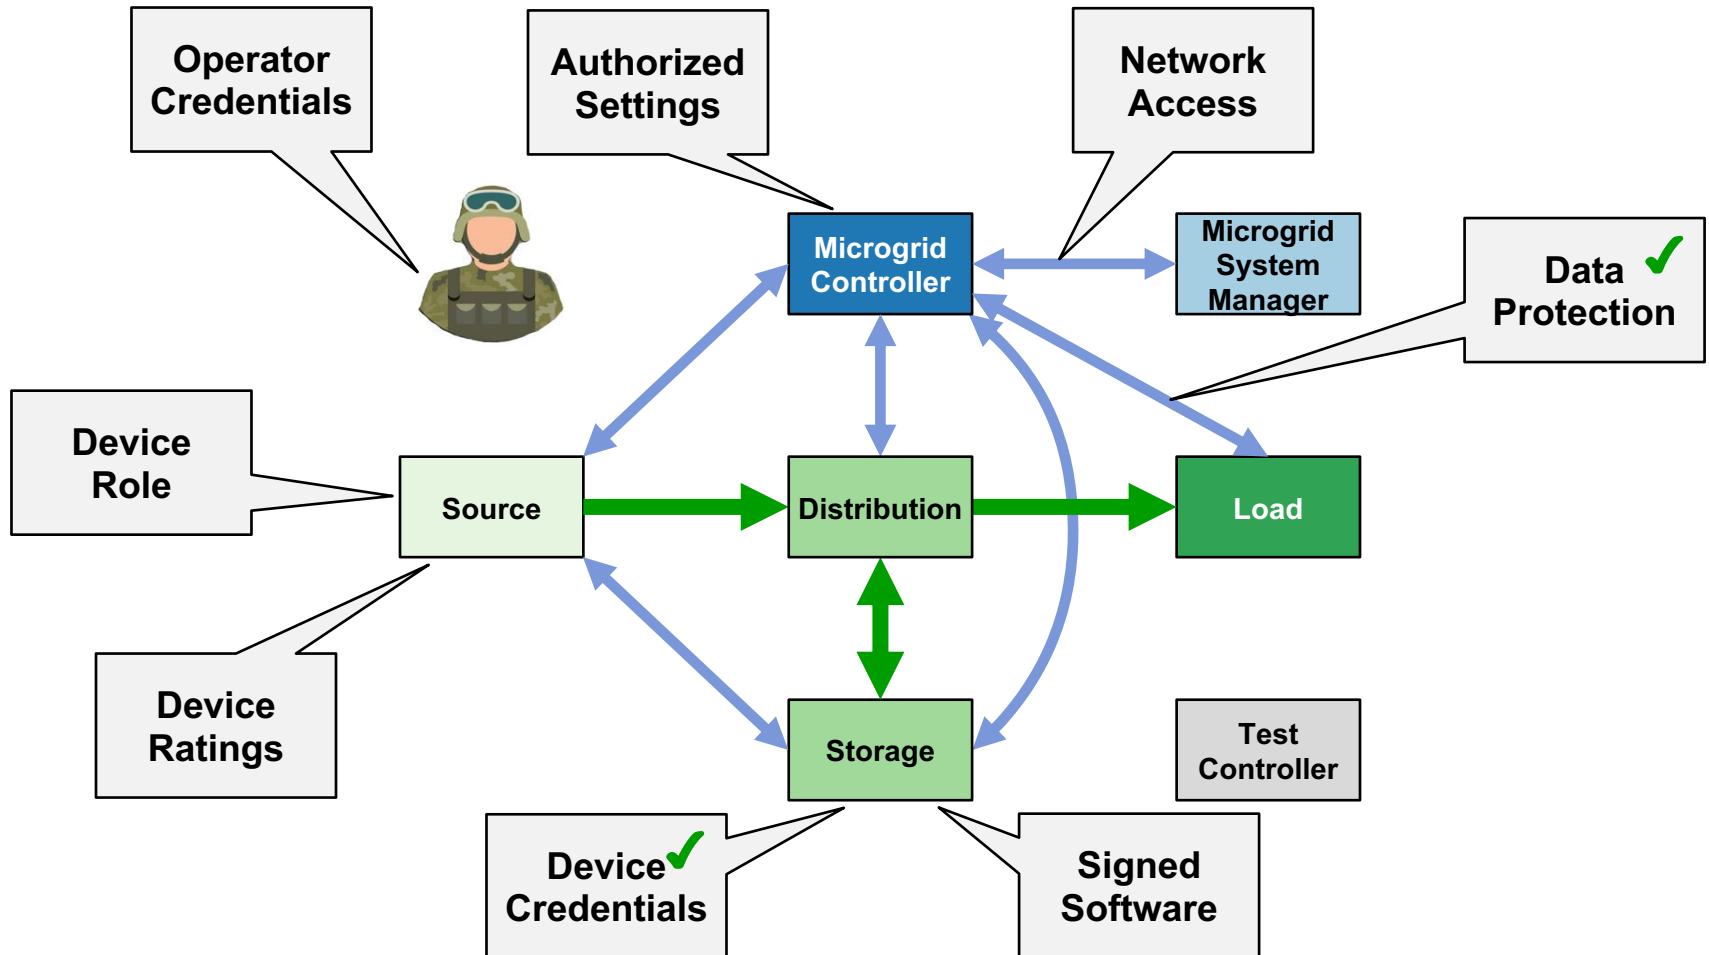 Operator
Credentials
Authorized
Settings
Network
Access
Microgrid
Controller
Microgrid
System
Manager
Data
Protection
Device
Role
Source
Distribution
Load
Device
Ratings
Storage
Test
Controller
Device
Credentials
Signed
Software